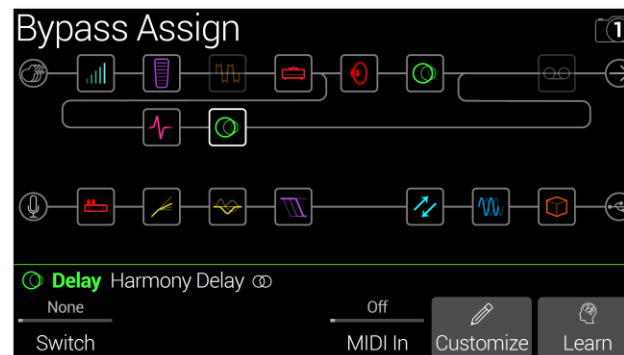 Bypass Assign
1
Delay Harmony Delay
None
Off
Switch
MIDI In
Customize
Learn